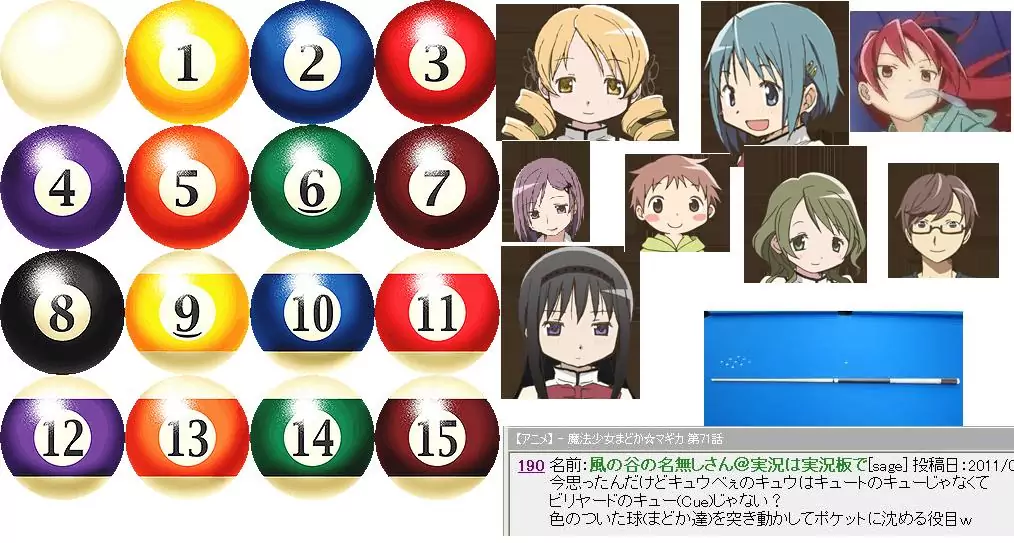 1 2 3
4 5 6 7
8 9 10 11
12 13 14 15
【アニメ】 - 魔法少女まどか☆マギカ 第71話
190 名前:風の谷の名無しさん@実況は実況板で[sage] 投稿日:2011/0
今思ったんだけどキュウべぇのキュウはキュートのキューじゃなくて
ビリヤードのキュー(Cue)じゃない?
色のついた球(まどか達)を突き動かしてポケットに沈める役目w